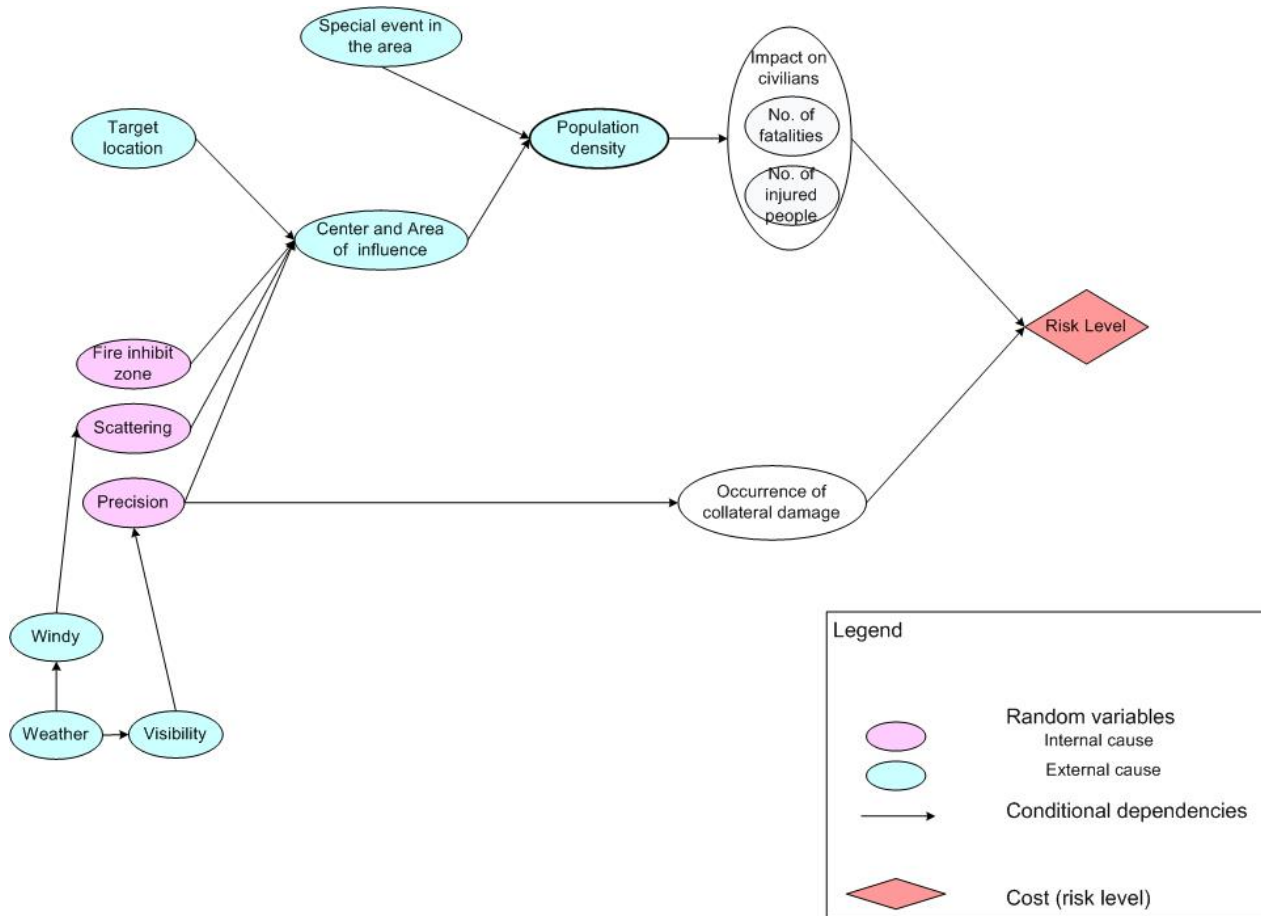 Special event in
the area
Impact on
civilians
No. of
fatalities
No. of
injured
people
Target
location
Population
density
Center and Area
of influence
Risk Level
Fire inhibit
zone
Scattering
Precision
Occurrence of
collateral damage
Windy
Weather
Visibility
Legend
Random variables
Internal cause
External cause
Conditional dependencies
Cost (risk level)